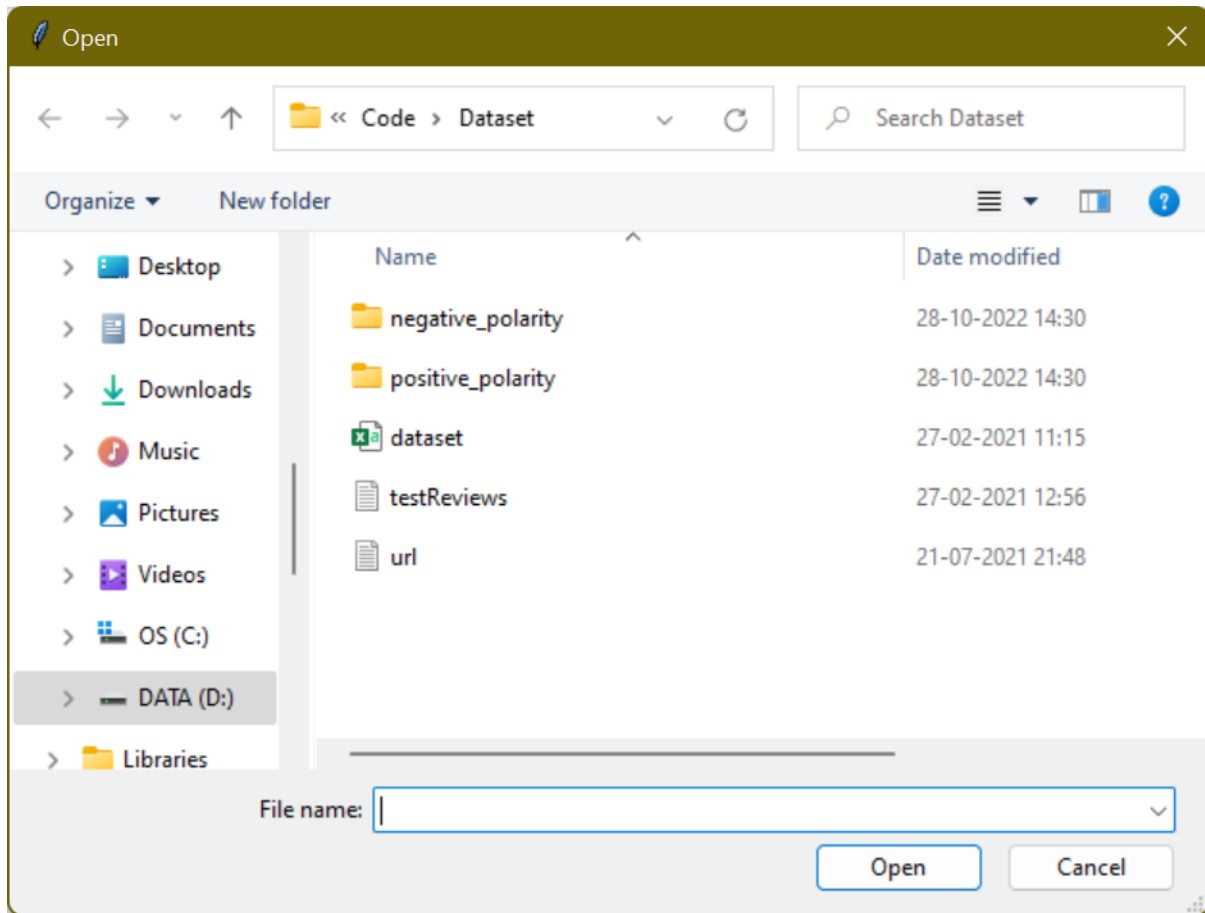 Open
« Code > Dataset
Search Dataset
Organize
New folder
Name
Date modified
Desktop
Documents
Downloads
Music
Pictures
Videos
OS (C:)
DATA (D:)
Libraries
negative_polarity 28-10-2022 14:30
positive_polarity 28-10-2022 14:30
dataset 27-02-2021 11:15
testReviews 27-02-2021 12:56
url 21-07-2021 21:48
File name:
Open
Cancel